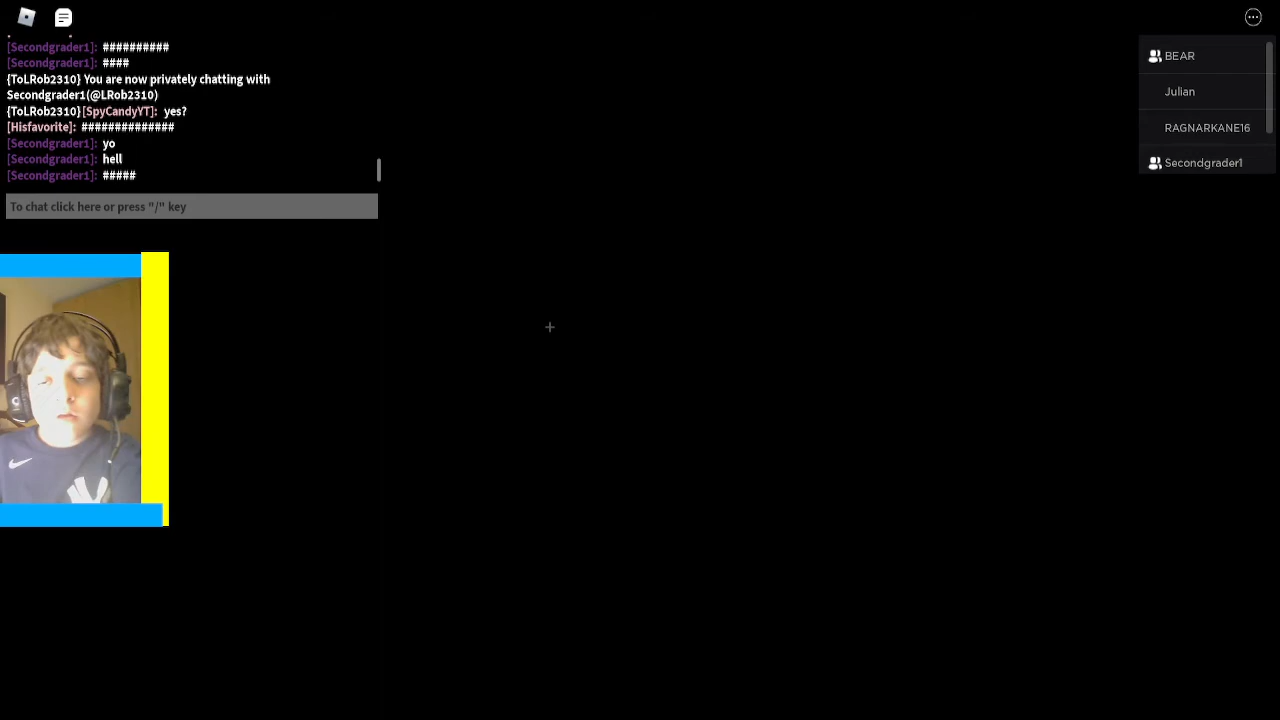 [Secondgrader1]: ##########
[Secondgrader1]: ####
{ToLRob2310} You are now privately chatting with
Secondgrader1(@LRob2310)
{ToLRob2310}[SpyCandyYT]: yes?
[Hisfavorite]: ##############
[Secondgrader1]: yo
[Secondgrader1]: hell
[Secondgrader1]: #####
To chat click here or press "/" key
BEAR
Julian
RAGNARKANE16
Secondgrader1